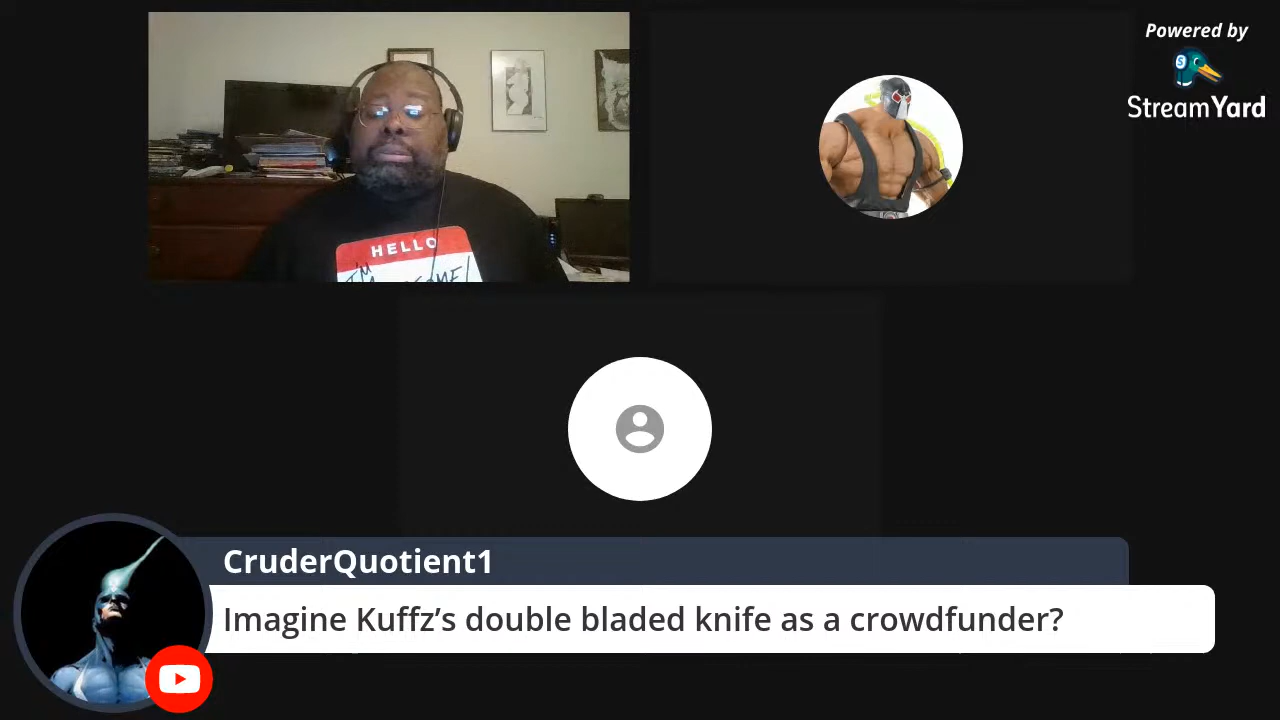 Powered by
StreamYard
HELLO
I'M
CruderQuotient1
Imagine Kuffz’s double bladed knife as a crowdfunder?